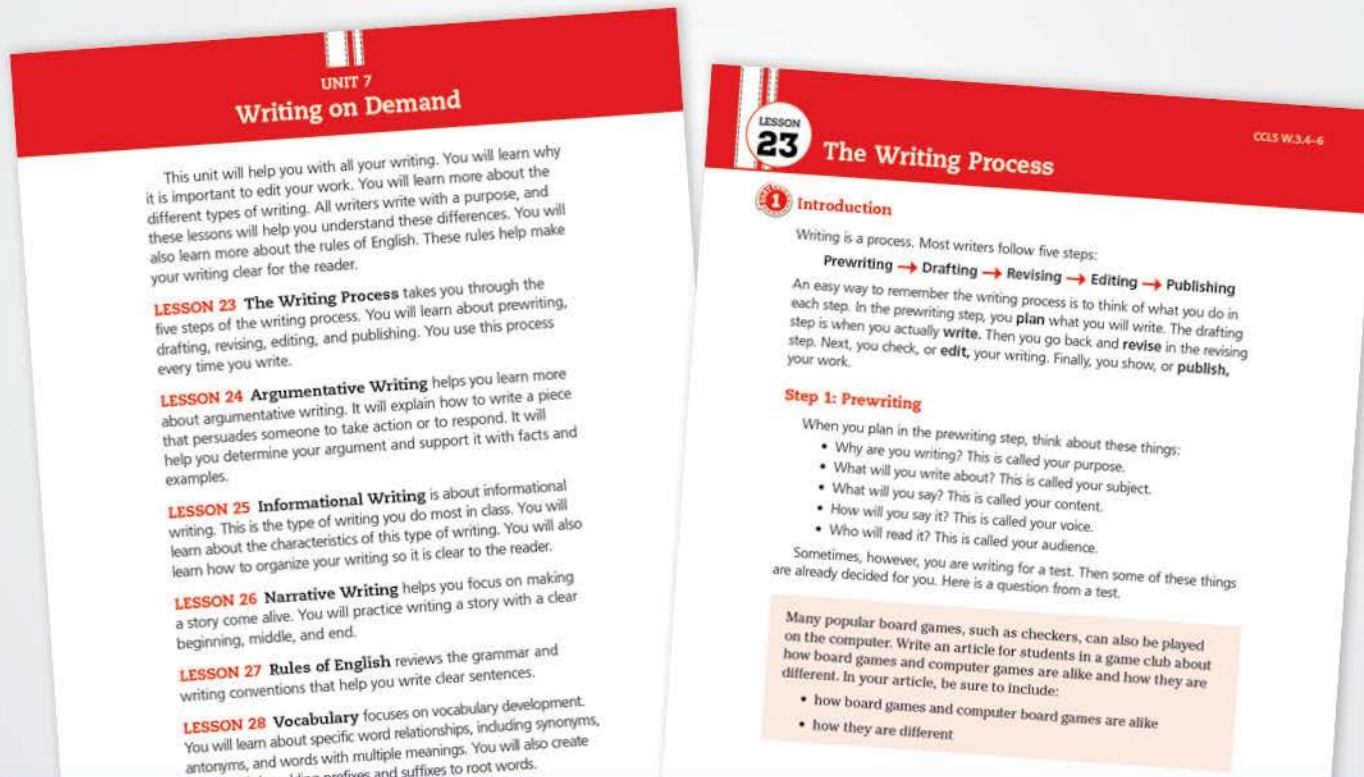 UNIT 7
Writing on Demand
This unit will help you with all your writing. You will learn why
it is important to edit your work. You will learn more about the
different types of writing. All writers write with a purpose, and
these lessons will help you understand these differences. You will
also learn more about the rules of English. These rules help make
your writing clear for the reader.
LESSON 23 The Writing Process takes you through the
five steps of the writing process. You will learn about prewriting,
drafting, revising, editing, and publishing. You use this process
every time you write.
LESSON 24 Argumentative Writing helps you learn more
about argumentative writing. It will explain how to write a piece
that persuades someone to take action or to respond. It will
help you determine your argument and support it with facts and
examples.
LESSON 25 Informational Writing is about informational
writing. This is the type of writing you do most in class. You will
learn about the characteristics of this type of writing. You will also
learn how to organize your writing so it is clear to the reader.
LESSON 26 Narrative Writing helps you focus on making
a story come alive. You will practice writing a story with a clear
beginning, middle, and end.
LESSON 27 Rules of English reviews the grammar and
writing conventions that help you write clear sentences.
LESSON 28 Vocabulary focuses on vocabulary development.
You will learn about specific word relationships, including synonyms,
antonyms, and words with multiple meanings. You will also create
prefixes and suffixes to root words.
LESSON
23
The Writing Process
CCLS W.3.4–6
1 Introduction
Writing is a process. Most writers follow five steps:
Prewriting → Drafting → Revising → Editing → Publishing
An easy way to remember the writing process is to think of what you do in
each step. In the prewriting step, you plan what you will write. The drafting
step is when you actually write. Then you go back and revise in the revising
step. Next, you check, or edit, your writing. Finally, you show, or publish,
your work.
Step 1: Prewriting
When you plan in the prewriting step, think about these things:
• Why are you writing? This is called your purpose.
• What will you write about? This is called your subject.
• What will you say? This is called your content.
• How will you say it? This is called your voice.
• Who will read it? This is called your audience.
Sometimes, however, you are writing for a test. Then some of these things
are already decided for you. Here is a question from a test.
Many popular board games, such as checkers, can also be played
on the computer. Write an article for students in a game club about
how board games and computer games are alike and how they are
different. In your article, be sure to include:
• how board games and computer board games are alike
• how they are different